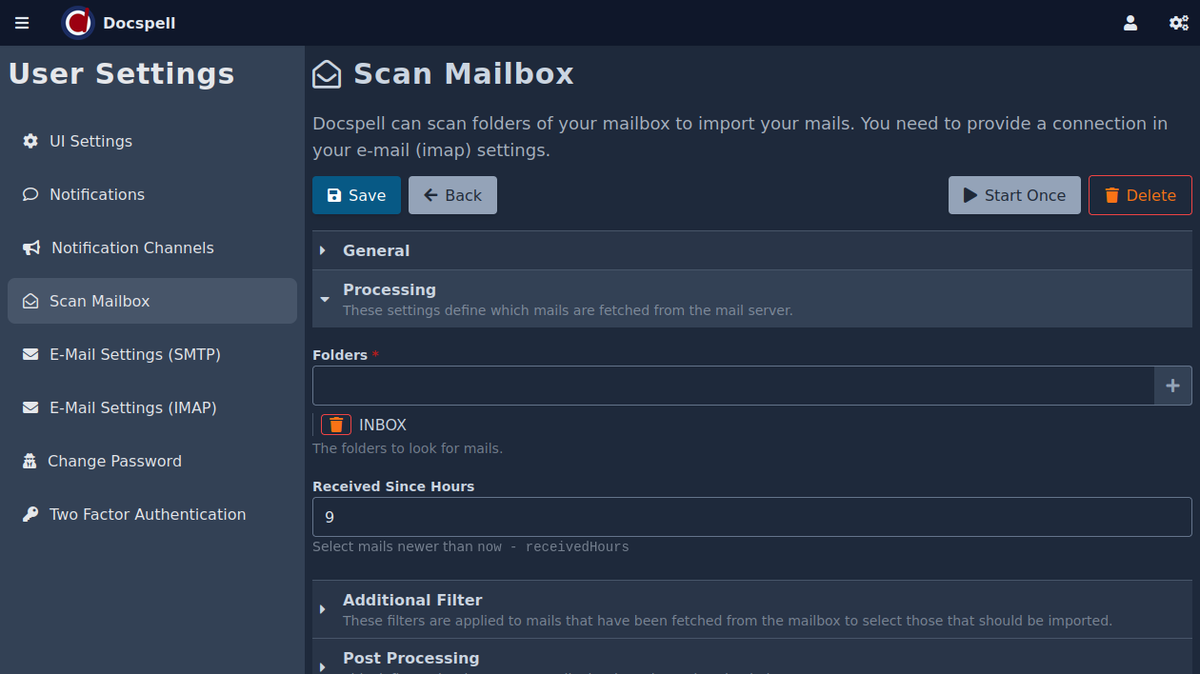 Docspell
User Settings
UI Settings
Notifications
Notification Channels
Scan Mailbox
E-Mail Settings (SMTP)
E-Mail Settings (IMAP)
Change Password
Two Factor Authentication
Scan Mailbox
Docspell can scan folders of your mailbox to import your mails. You need to provide a connection in
your e-mail (imap) settings.
Save
Back
Start Once
Delete
General
Processing
These settings define which mails are fetched from the mail server.
Folders *
INBOX
The folders to look for mails.
Received Since Hours
9
Select mails newer than now - receivedHours
Additional Filter
These filters are applied to mails that have been fetched from the mailbox to select those that should be imported.
Post Processing